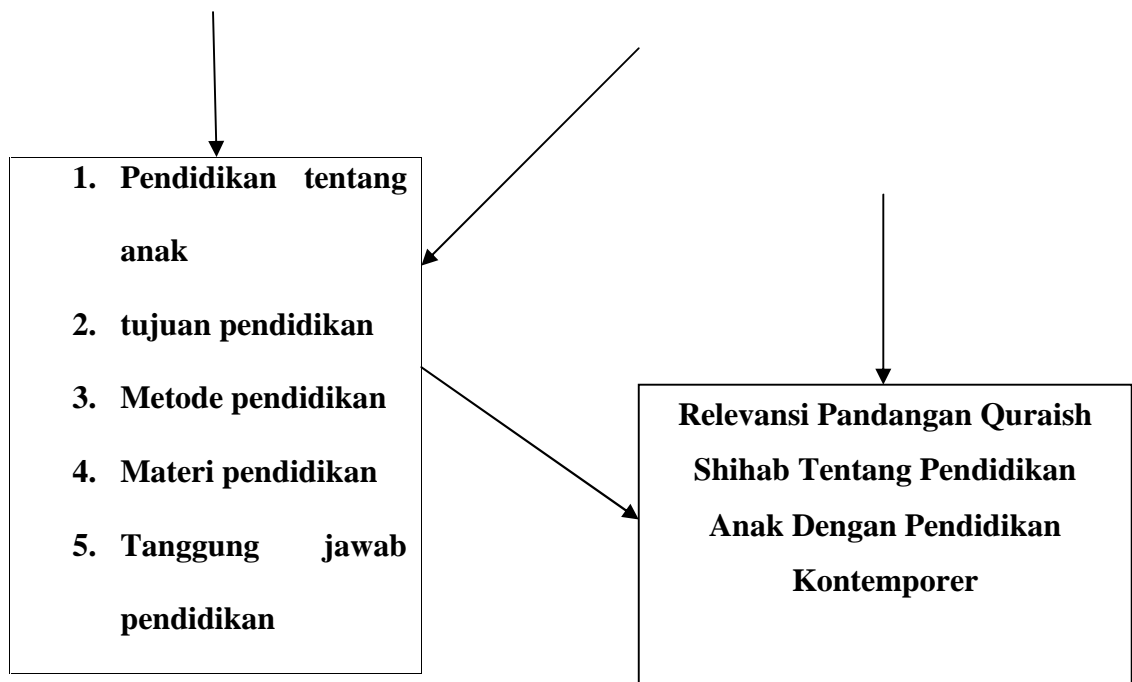 1. Pendidikan tentang
anak
2. tujuan pendidikan
3. Metode pendidikan
4. Materi pendidikan
5. Tanggung jawab
pendidikan
Relevansi Pandangan Quraish
Shihab Tentang Pendidikan
Anak Dengan Pendidikan
Kontemporer